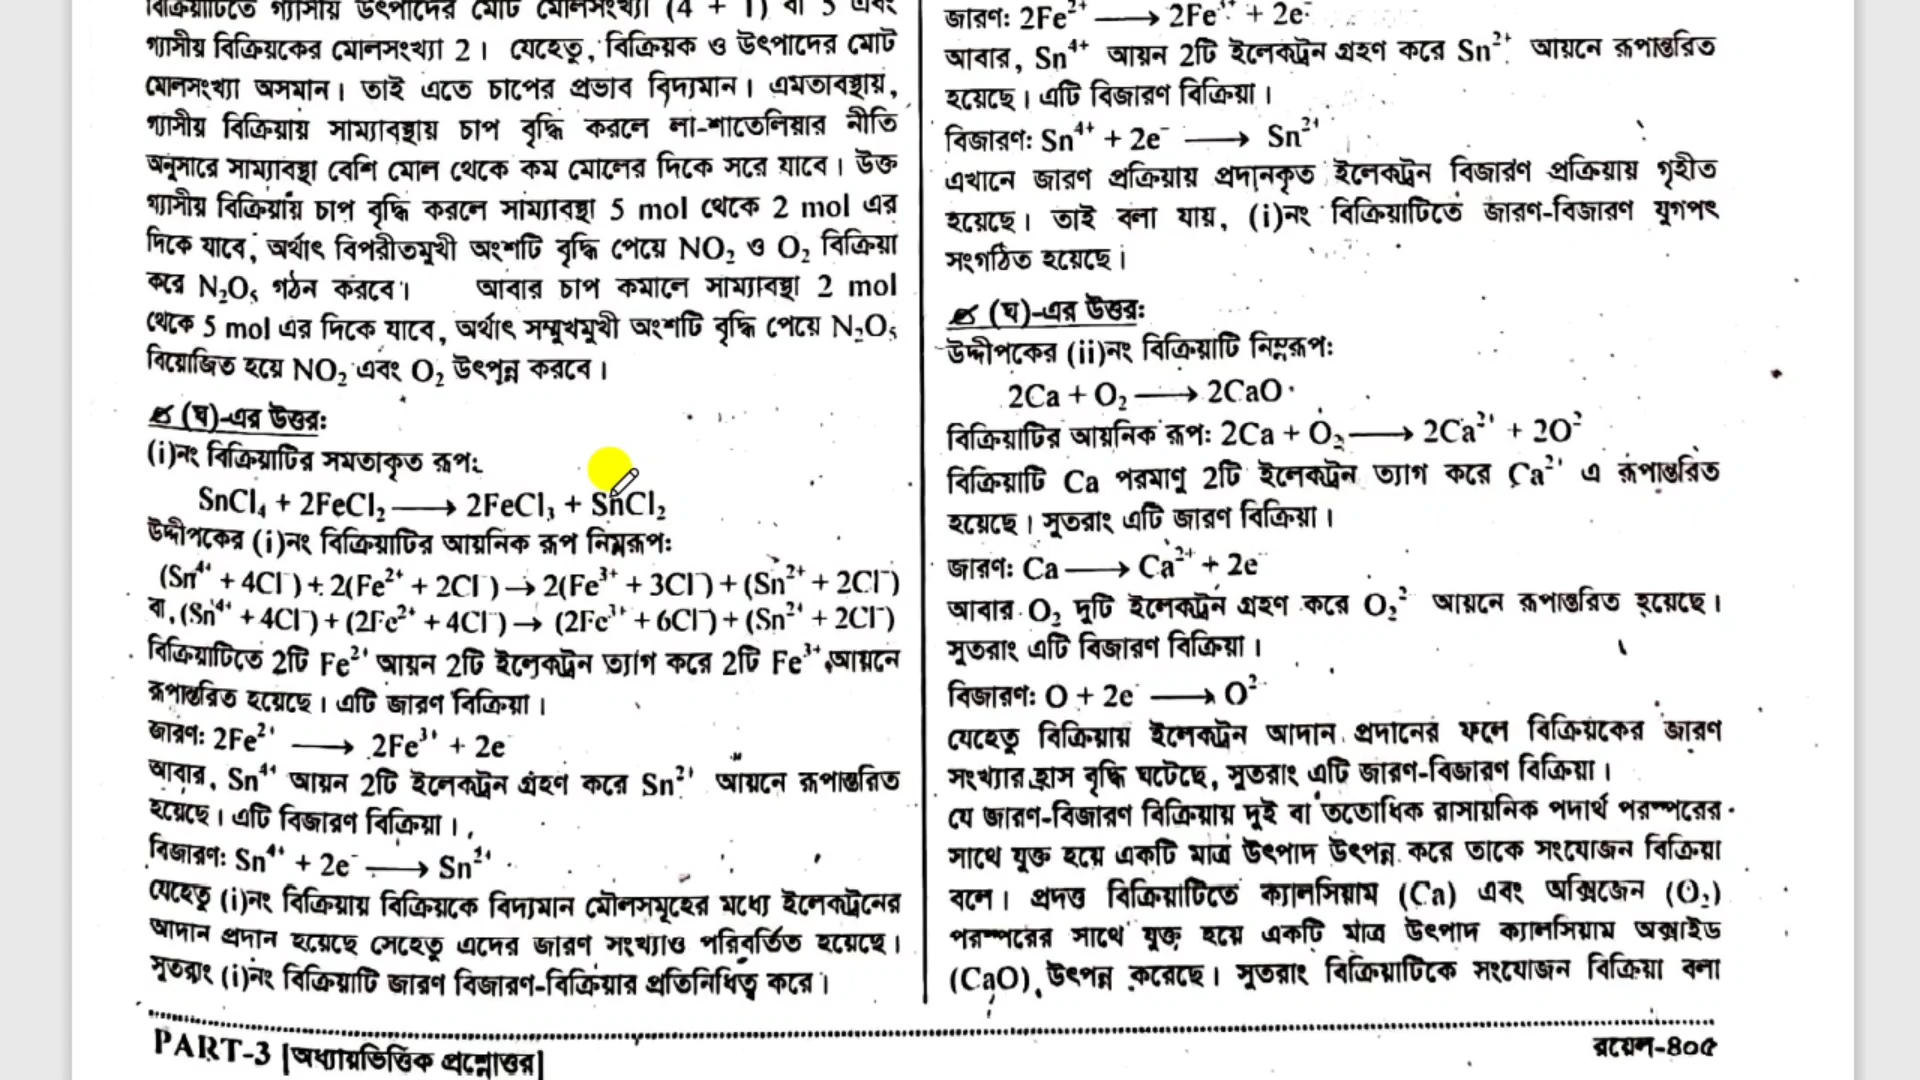 বিক্রিয়াটিতে গ্যাসীয় উৎপাদের মোট মোলসংখ্যা (4 + 1) বা 5 এবং
গ্যাসীয় বিক্রিয়কের মোলসংখ্যা 2। যেহেতু, বিক্রিয়ক ও উৎপাদের মোট
মোলসংখ্যা অসমান। তাই এতে চাপের প্রভাব বিদ্যমান। এমতাবস্থায়,
গ্যাসীয় বিক্রিয়ায় সাম্যাবস্থায় চাপ বৃদ্ধি করলে লা-শাতেলিয়ার নীতি
অনুসারে সাম্যাবস্থা বেশি মোল থেকে কম মোলের দিকে সরে যাবে। উক্ত
গ্যাসীয় বিক্রিয়ায় চাপ বৃদ্ধি করলে সাম্যাবস্থা 5 mol থেকে 2 mol এর
দিকে যাবে, অর্থাৎ বিপরীতমুখী অংশটি বৃদ্ধি পেয়ে NO₂ ও O₂ বিক্রিয়া
করে N₂O₅ গঠন করবে। আবার চাপ কমালে সাম্যাবস্থা 2 mol
থেকে 5 mol এর দিকে যাবে, অর্থাৎ সম্মুখমুখী অংশটি বৃদ্ধি পেয়ে N₂O₅
বিয়োজিত হয়ে NO₂ এবং O₂ উৎপন্ন করবে।
(ঘ)-এর উত্তর:
(i)নং বিক্রিয়াটির সমতাকৃত রূপ:
SnCl₄ + 2FeCl₂ ⟶ 2FeCl₃ + SnCl₂
উদ্দীপকের (i)নং বিক্রিয়াটির আয়নিক রূপ নিম্নরূপ:
(Sn⁴⁺ + 4Cl⁻) + 2(Fe²⁺ + 2Cl⁻) → 2(Fe³⁺ + 3Cl⁻) + (Sn²⁺ + 2Cl⁻)
বা, (Sn⁴⁺ + 4Cl⁻) + (2Fe²⁺ + 4Cl⁻) → (2Fe³⁺ + 6Cl⁻) + (Sn²⁺ + 2Cl⁻)
বিক্রিয়াটিতে 2টি Fe²⁺ আয়ন 2টি ইলেকট্রন ত্যাগ করে 2টি Fe³⁺ আয়নে
রূপান্তরিত হয়েছে। এটি জারণ বিক্রিয়া।
জারণ: 2Fe²⁺ ⟶ 2Fe³⁺ + 2e⁻
আবার, Sn⁴⁺ আয়ন 2টি ইলেকট্রন গ্রহণ করে Sn²⁺ আয়নে রূপান্তরিত
হয়েছে। এটি বিজারণ বিক্রিয়া।
বিজারণ: Sn⁴⁺ + 2e⁻ ⟶ Sn²⁺
যেহেতু (i)নং বিক্রিয়ায় বিক্রিয়কে বিদ্যমান মৌলসমূহের মধ্যে ইলেকট্রনের
আদান প্রদান হয়েছে সেহেতু এদের জারণ সংখ্যাও পরিবর্তিত হয়েছে।
সুতরাং (i)নং বিক্রিয়াটি জারণ বিজারণ-বিক্রিয়ার প্রতিনিধিত্ব করে।
জারণ: 2Fe²⁺ ⟶ 2Fe³⁺ + 2e⁻
আবার, Sn⁴⁺ আয়ন 2টি ইলেকট্রন গ্রহণ করে Sn²⁺ আয়নে রূপান্তরিত
হয়েছে। এটি বিজারণ বিক্রিয়া।
বিজারণ: Sn⁴⁺ + 2e⁻ ⟶ Sn²⁺
এখানে জারণ প্রক্রিয়ায় প্রদানকৃত ইলেকট্রন বিজারণ প্রক্রিয়ায় গৃহীত
হয়েছে। তাই বলা যায়, (i)নং বিক্রিয়াটিতে জারণ-বিজারণ যুগপৎ
সংগঠিত হয়েছে।
(ঘ)-এর উত্তর:
উদ্দীপকের (ii)নং বিক্রিয়াটি নিম্নরূপ:
2Ca + O₂ ⟶ 2CaO
বিক্রিয়াটির আয়নিক রূপ: 2Ca + O₂ ⟶ 2Ca²⁺ + 2O²⁻
বিক্রিয়াটি Ca পরমাণু 2টি ইলেকট্রন ত্যাগ করে Ca²⁺ এ রূপান্তরিত
হয়েছে। সুতরাং এটি জারণ বিক্রিয়া।
জারণ: Ca ⟶ Ca²⁺ + 2e⁻
আবার O₂ দুটি ইলেকট্রন গ্রহণ করে O₂²⁻ আয়নে রূপান্তরিত হয়েছে।
সুতরাং এটি বিজারণ বিক্রিয়া।
বিজারণ: O + 2e⁻ ⟶ O²⁻
যেহেতু বিক্রিয়ায় ইলেকট্রন আদান প্রদানের ফলে বিক্রিয়কের জারণ
সংখ্যার হ্রাস বৃদ্ধি ঘটেছে, সুতরাং এটি জারণ-বিজারণ বিক্রিয়া।
যে জারণ-বিজারণ বিক্রিয়ায় দুই বা ততোধিক রাসায়নিক পদার্থ পরস্পরের
সাথে যুক্ত হয়ে একটি মাত্র উৎপাদ উৎপন্ন করে তাকে সংযোজন বিক্রিয়া
বলে। প্রদত্ত বিক্রিয়াটিতে ক্যালসিয়াম (Ca) এবং অক্সিজেন (O₂)
পরস্পরের সাথে যুক্ত হয়ে একটি মাত্র উৎপাদ ক্যালসিয়াম অক্সাইড
(CaO) উৎপন্ন করেছে। সুতরাং বিক্রিয়াটিকে সংযোজন বিক্রিয়া বলা
PART-3 [অধ্যায়ভিত্তিক প্রশ্নোত্তর]
রয়েল-৪০৫